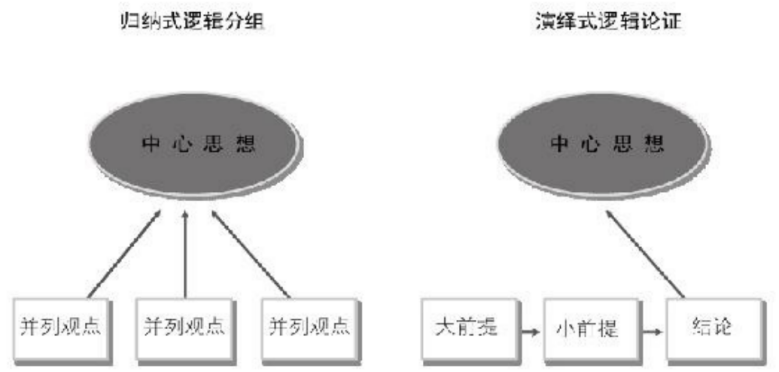 归纳式逻辑分组
演绎式逻辑论证
中心思想
中心思想
并列观点
并列观点
并列观点
大前提
小前提
结论